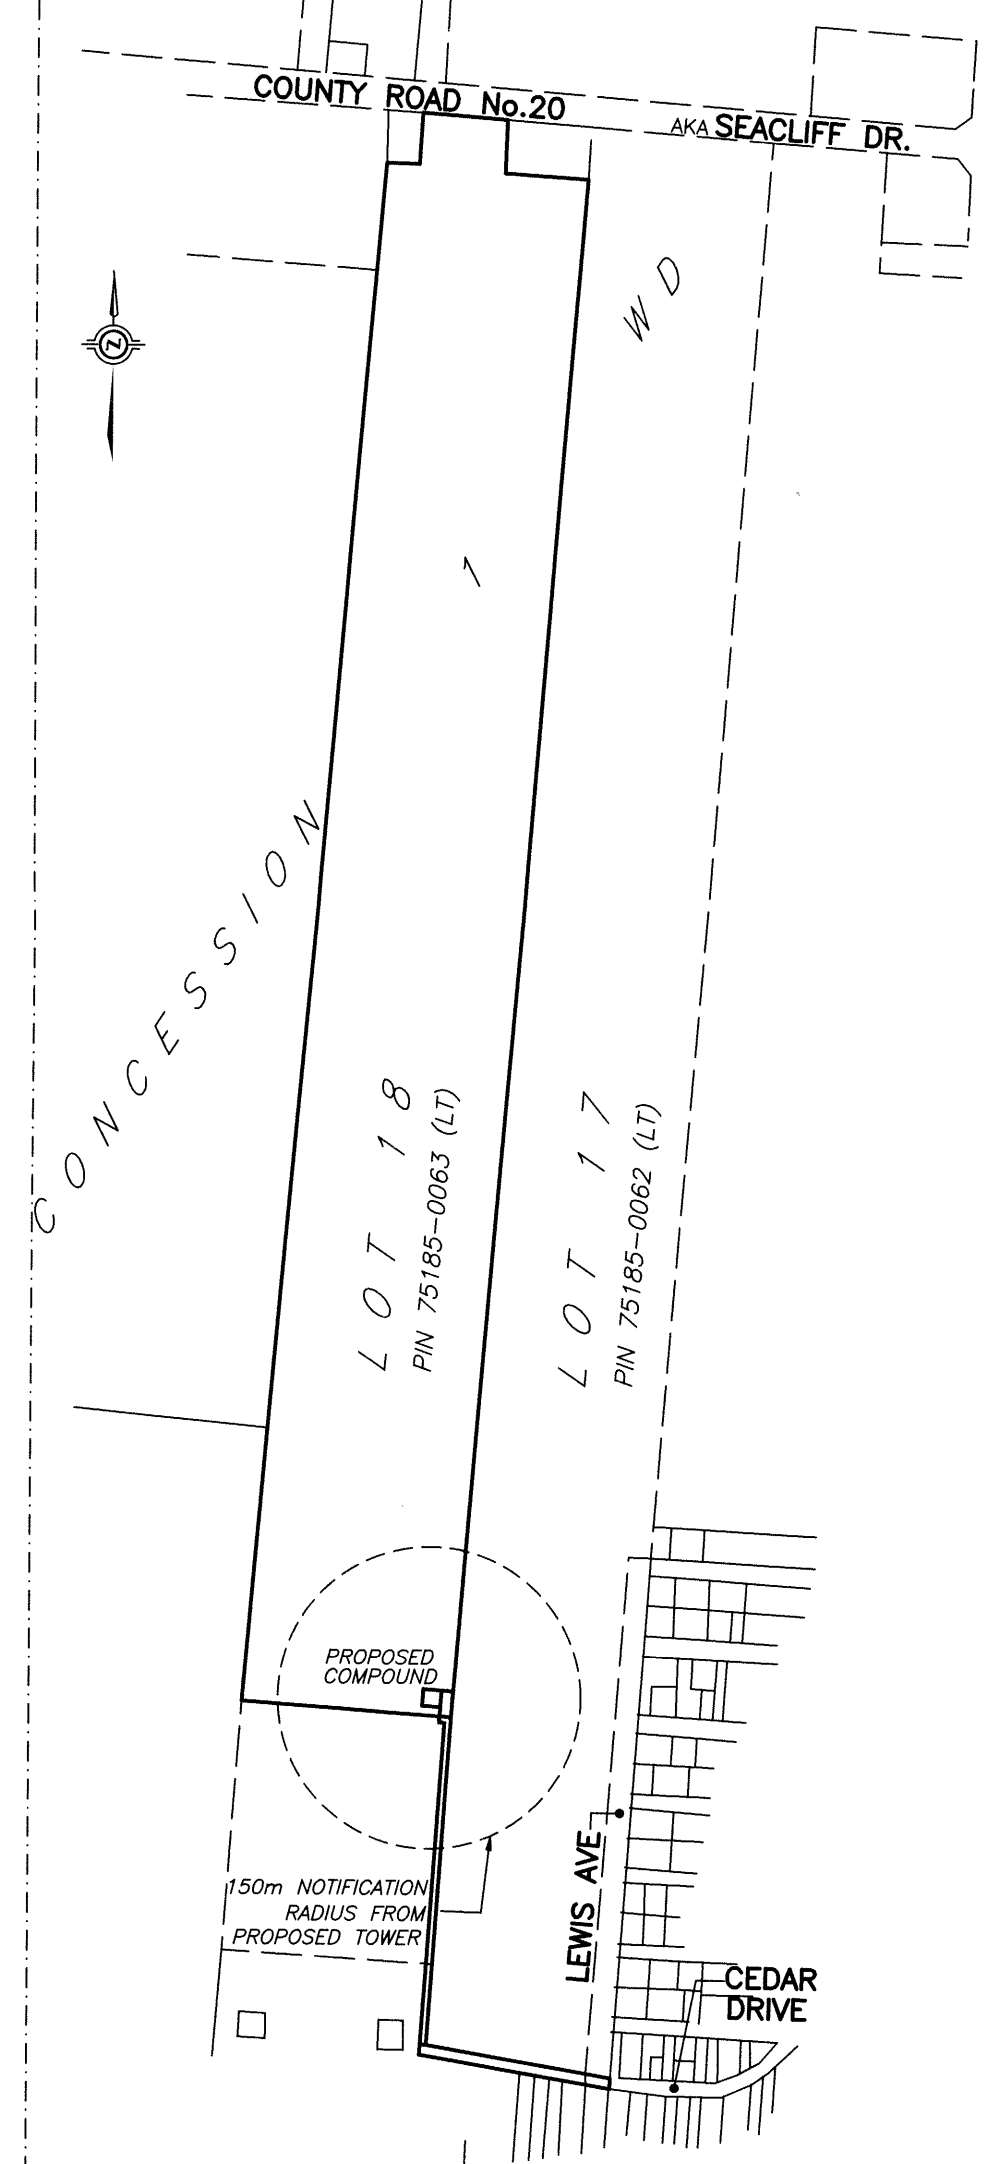 COUNTY ROAD No.20
AKA SEACLIFF DR.
W D
N
1
CONCESSION
LOT 18
PIN 75185-0063 (LT)
LOT 17
PIN 75185-0062 (LT)
PROPOSED
COMPOUND
LEWIS AVE
150m NOTIFICATION
RADIUS FROM
PROPOSED TOWER
CEDAR
DRIVE